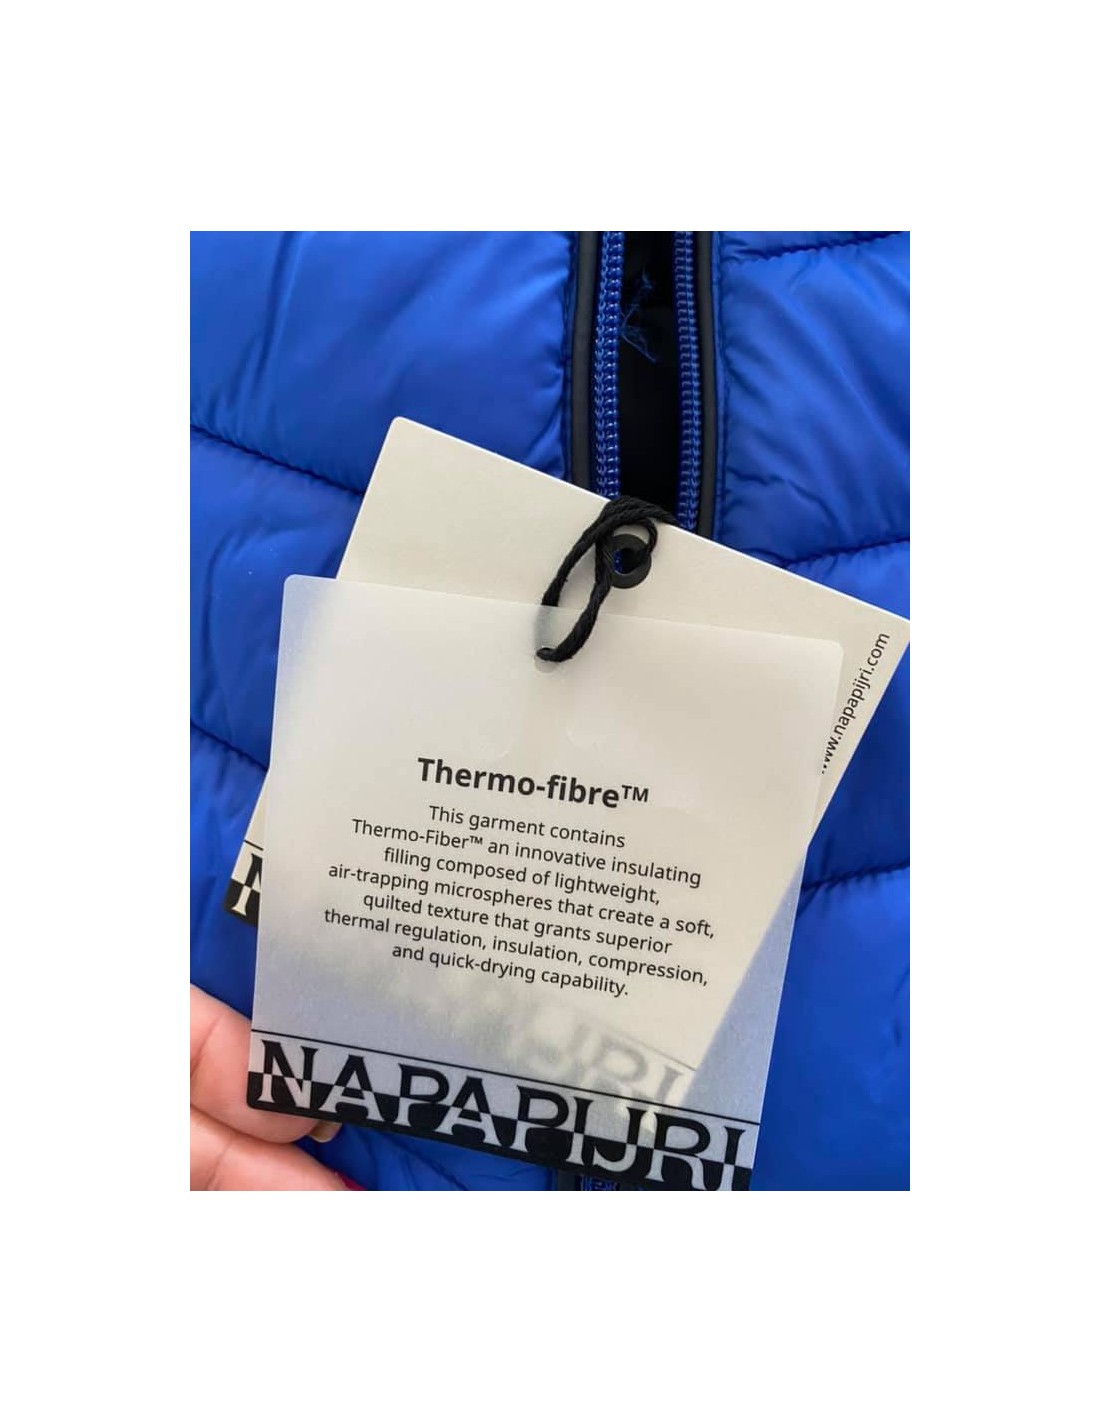 www.napapijri.com
Thermo-fibre™
This garment contains
Thermo-Fiber™ an innovative insulating
filling composed of lightweight,
air-trapping microspheres that create a soft,
quilted texture that grants superior
thermal regulation, insulation, compression,
and quick-drying capability.
NAPAPIJRI